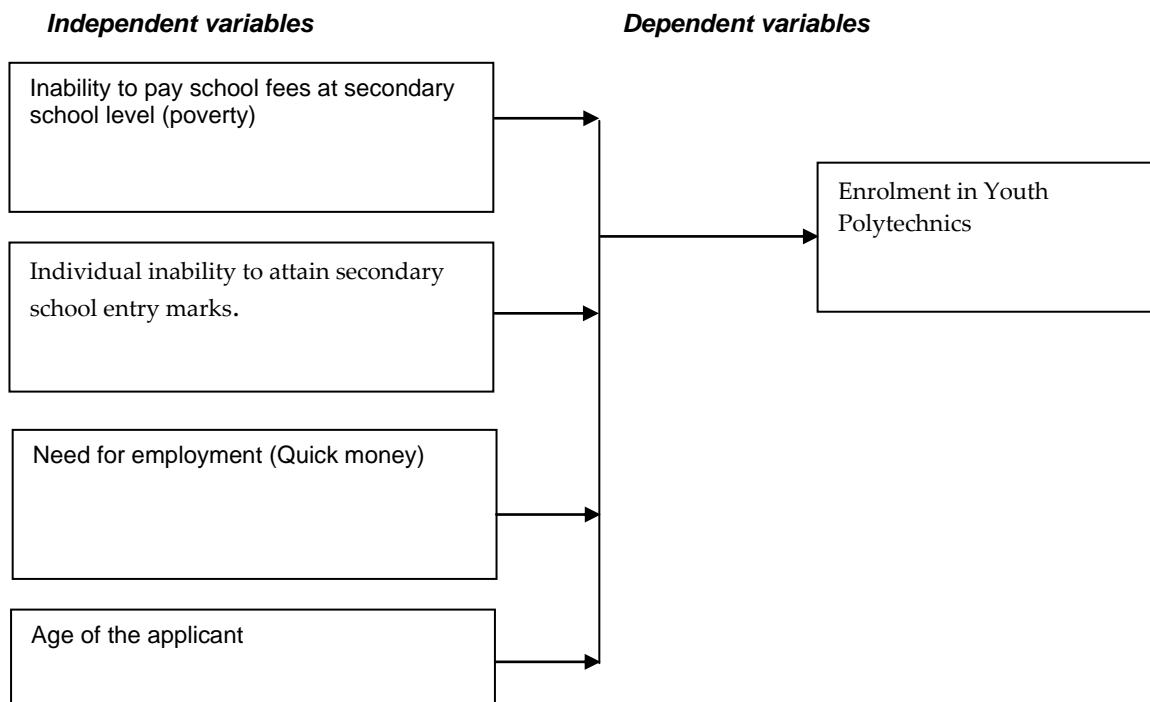 Independent variables
Dependent variables
Inability to pay school fees at secondary
school level (poverty)
Enrolment in Youth
Polytechnics
Individual inability to attain secondary
school entry marks.
Need for employment (Quick money)
Age of the applicant